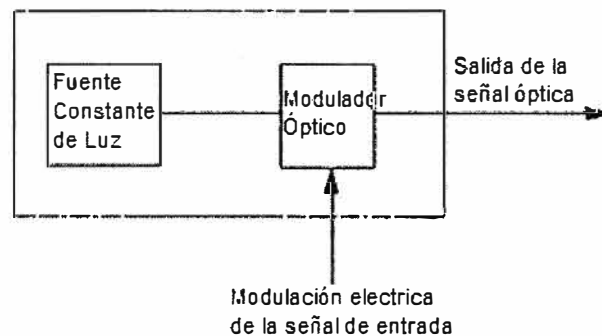 Fuente
Constante
de Luz
Modulador
Óptico
Salida de la
señal óptica
Modulación electrica
de la señal de entrada